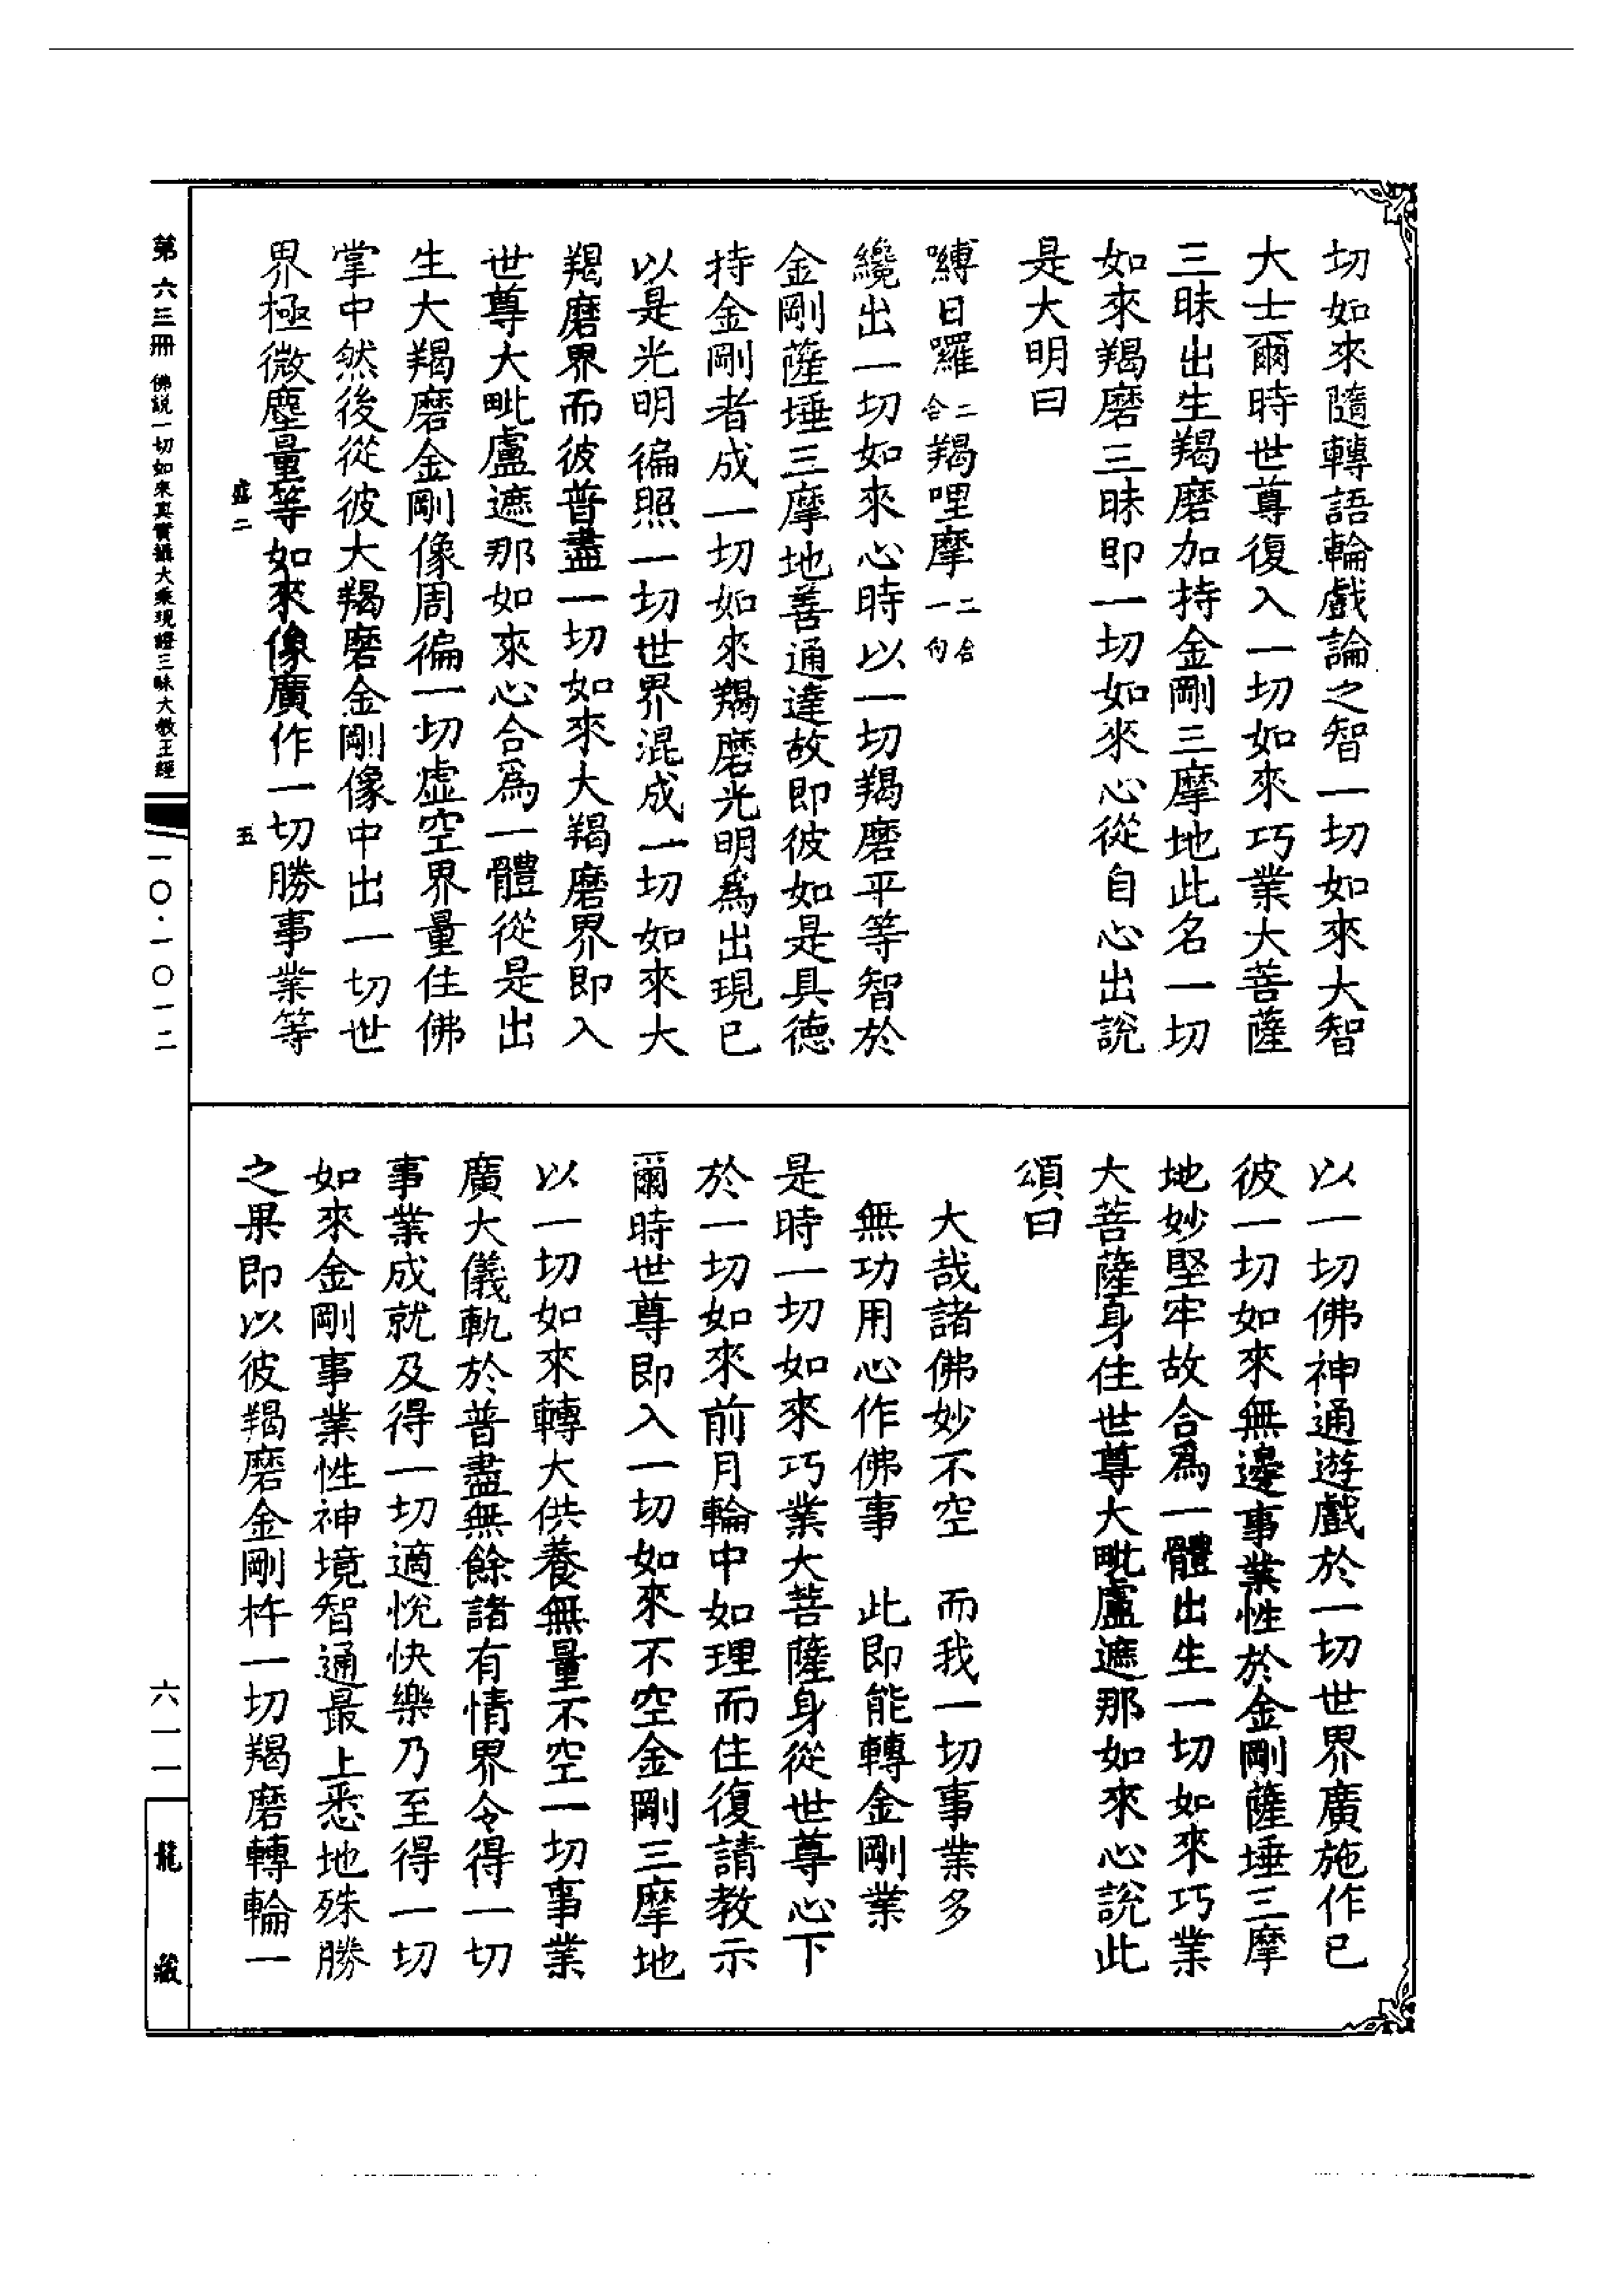 切如來隨轉語輪戲論之智一切如來大智
大士爾時世尊復入一切如來巧業大菩薩
三昧出生羯磨加持金剛三摩地此名一切
如來羯磨三昧即一切如來心從自心出說
是大明曰
嚩日囉二合羯哩摩二合一句
纔出一切如來心時以一切羯磨平等智於
金剛薩埵三摩地善通達故即彼如是具德
持金剛者成一切如來羯磨光明爲出現已
以是光明徧照一切世界混成一切如來大
羯磨界而彼普盡一切如來大羯磨界即入
世尊大毗盧遮那如來心合爲一體從是出
生大羯磨金剛像周徧一切虛空界量住佛
掌中然後從彼大羯磨金剛像中出一切世
界極微塵量等如來像廣作一切勝事業等
以一切佛神通遊戲於一切世界廣施作已
彼一切如來無邊事業性於金剛薩埵三摩
地妙堅牢故合爲一體出生一切如來巧業
大菩薩身住世尊大毗盧遮那如來心說此
頌曰
大哉諸佛妙不空　而我一切事業多
無功用心作佛事　此即能轉金剛業
是時一切如來巧業大菩薩身從世尊心下
於一切如來前月輪中如理而住復請教示
爾時世尊即入一切如來不空金剛三摩地
以一切如來轉大供養無量不空一切事業
廣大儀軌於普盡無餘諸有情界令得一切
事業成就及得一切適悅快樂乃至得一切
如來金剛事業性神境智通最上悉地殊勝
之果即以彼羯磨金剛杵一切羯磨轉輪一
第六三冊　佛說一切如來真實攝大乘現證三昧大教王經
二
五
一〇・一〇一二
六一一
龍藏